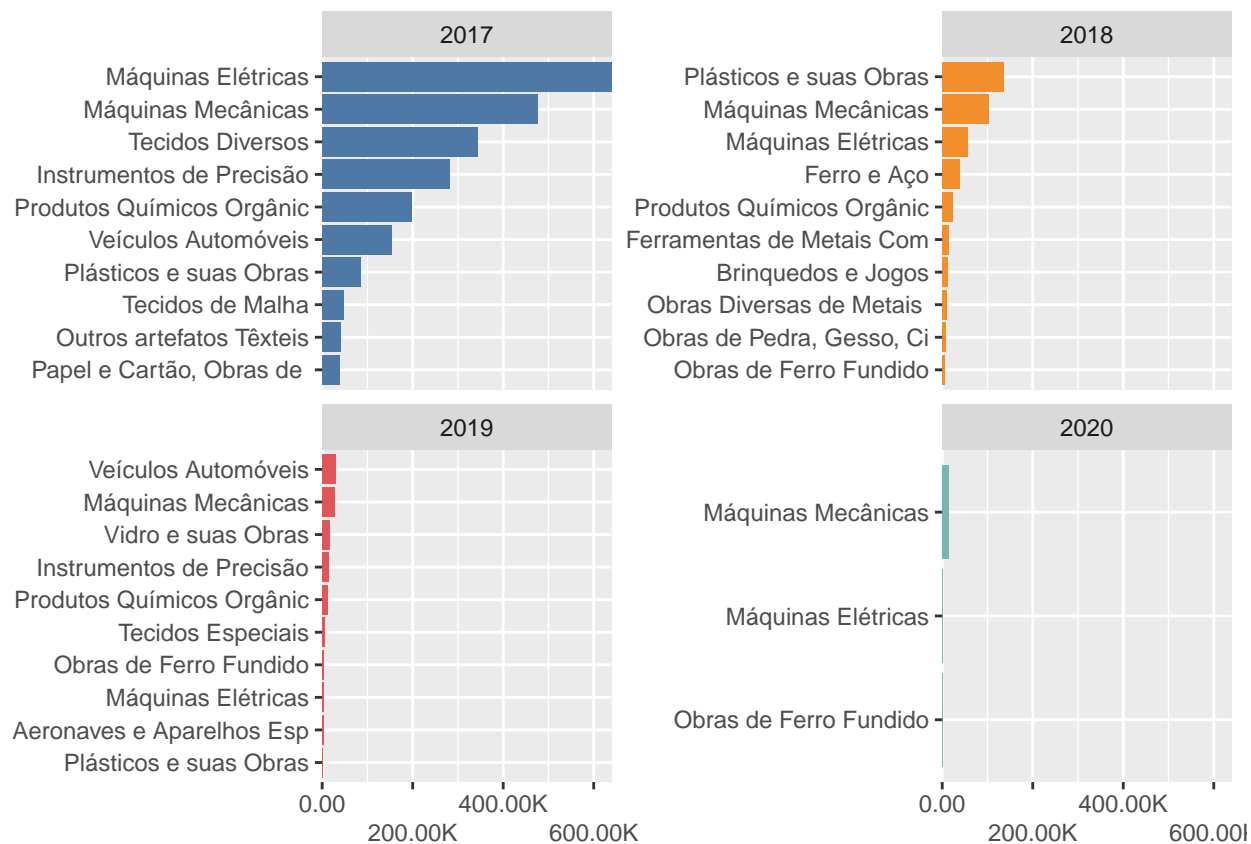 2017
Máquinas Elétricas
Máquinas Mecânicas
Tecidos Diversos
Instrumentos de Precisão
Produtos Químicos Orgânic
Veículos Automóveis
Plásticos e suas Obras
Tecidos de Malha
Outros artefatos Têxteis
Papel e Cartão, Obras de
2018
Plásticos e suas Obras
Máquinas Mecânicas
Máquinas Elétricas
Ferro e Aço
Produtos Químicos Orgânic
Ferramentas de Metais Com
Brinquedos e Jogos
Obras Diversas de Metais
Obras de Pedra, Gesso, Ci
Obras de Ferro Fundido
2019
Veículos Automóveis
Máquinas Mecânicas
Vidro e suas Obras
Instrumentos de Precisão
Produtos Químicos Orgânic
Tecidos Especiais
Obras de Ferro Fundido
Máquinas Elétricas
Aeronaves e Aparelhos Esp
Plásticos e suas Obras
0.00 400.00K
200.00K 600.00K
2020
Máquinas Mecânicas
Máquinas Elétricas
Obras de Ferro Fundido
0.00 400.00K
200.00K 600.00K